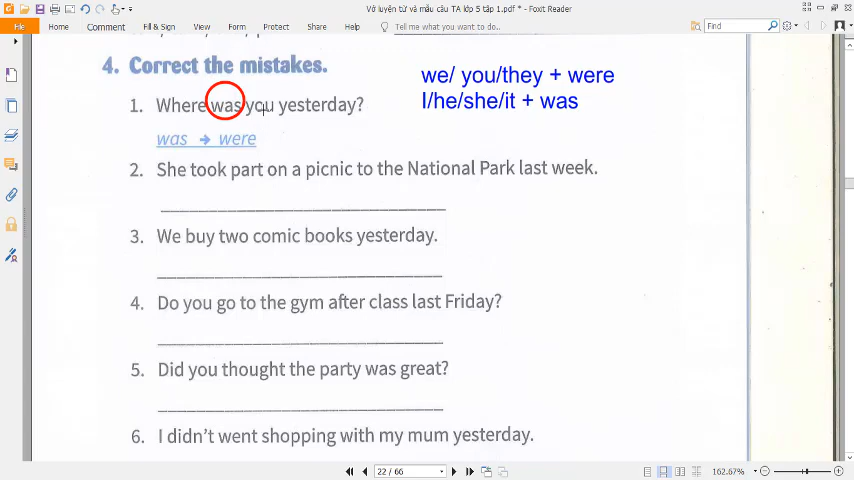 Vở luyện từ và mẫu câu TA lớp 5 tập 1.pdf * - Foxit Reader
File Home Comment Fill & Sign View Form Protect Share Help Tell me what you want to do... Find
4. Correct the mistakes.
we/ you/they + were
I/he/she/it + was
1. Where was you yesterday?
was → were
2. She took part on a picnic to the National Park last week.
3. We buy two comic books yesterday.
4. Do you go to the gym after class last Friday?
5. Did you thought the party was great?
6. I didn't went shopping with my mum yesterday.
22 / 66 162.67%